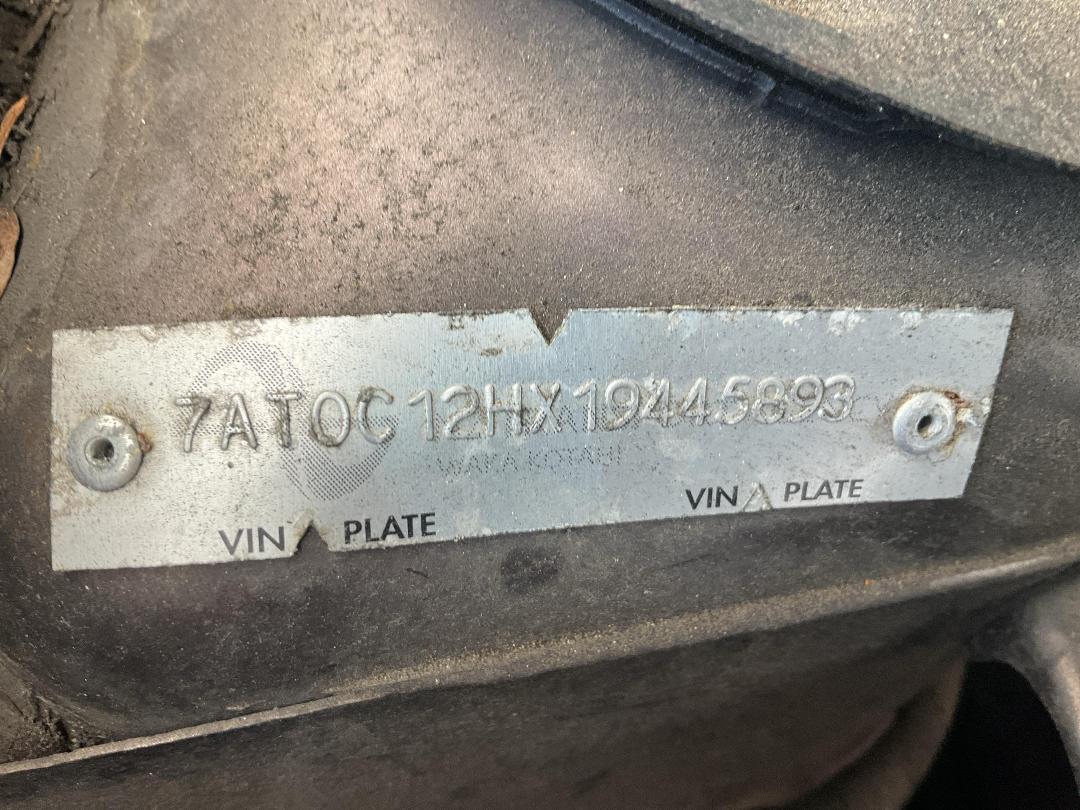 7AT0C12HX19445893
WAKA KOTAHI
VIN PLATE VIN PLATE